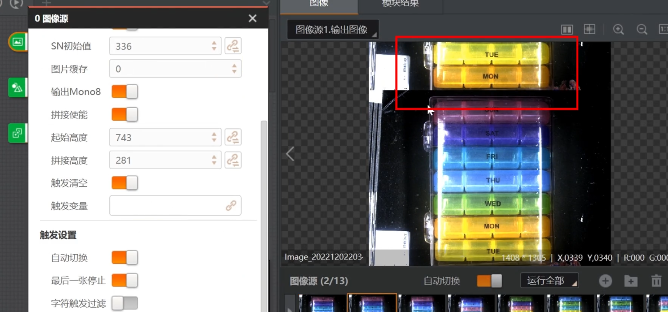 0 图像源
SN初始值 336
图片缓存 0
输出Mono8
拼接使能
起始高度 743
拼接高度 281
触发清空
触发变量
触发设置
自动切换
最后一张停止
字符触发过滤
图像 模块结果
图像源1.输出图像
TUE
MON
SAT
FRI
THU
WED
MON
TUE
Image_20221202203
1408 * 1305 | X,0339 Y,0340 | R:000 G:000
图像源 (2/13) 自动切换 运行全部